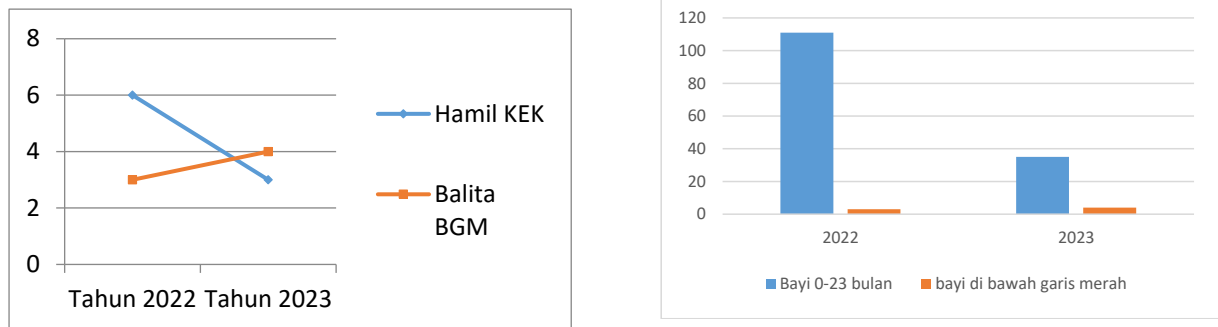 8
6
4
2
0
Tahun 2022 Tahun 2023
Hamil KEK
Balita
BGM
120
100
80
60
40
20
0
2022 2023
Bayi 0-23 bulan bayi di bawah garis merah